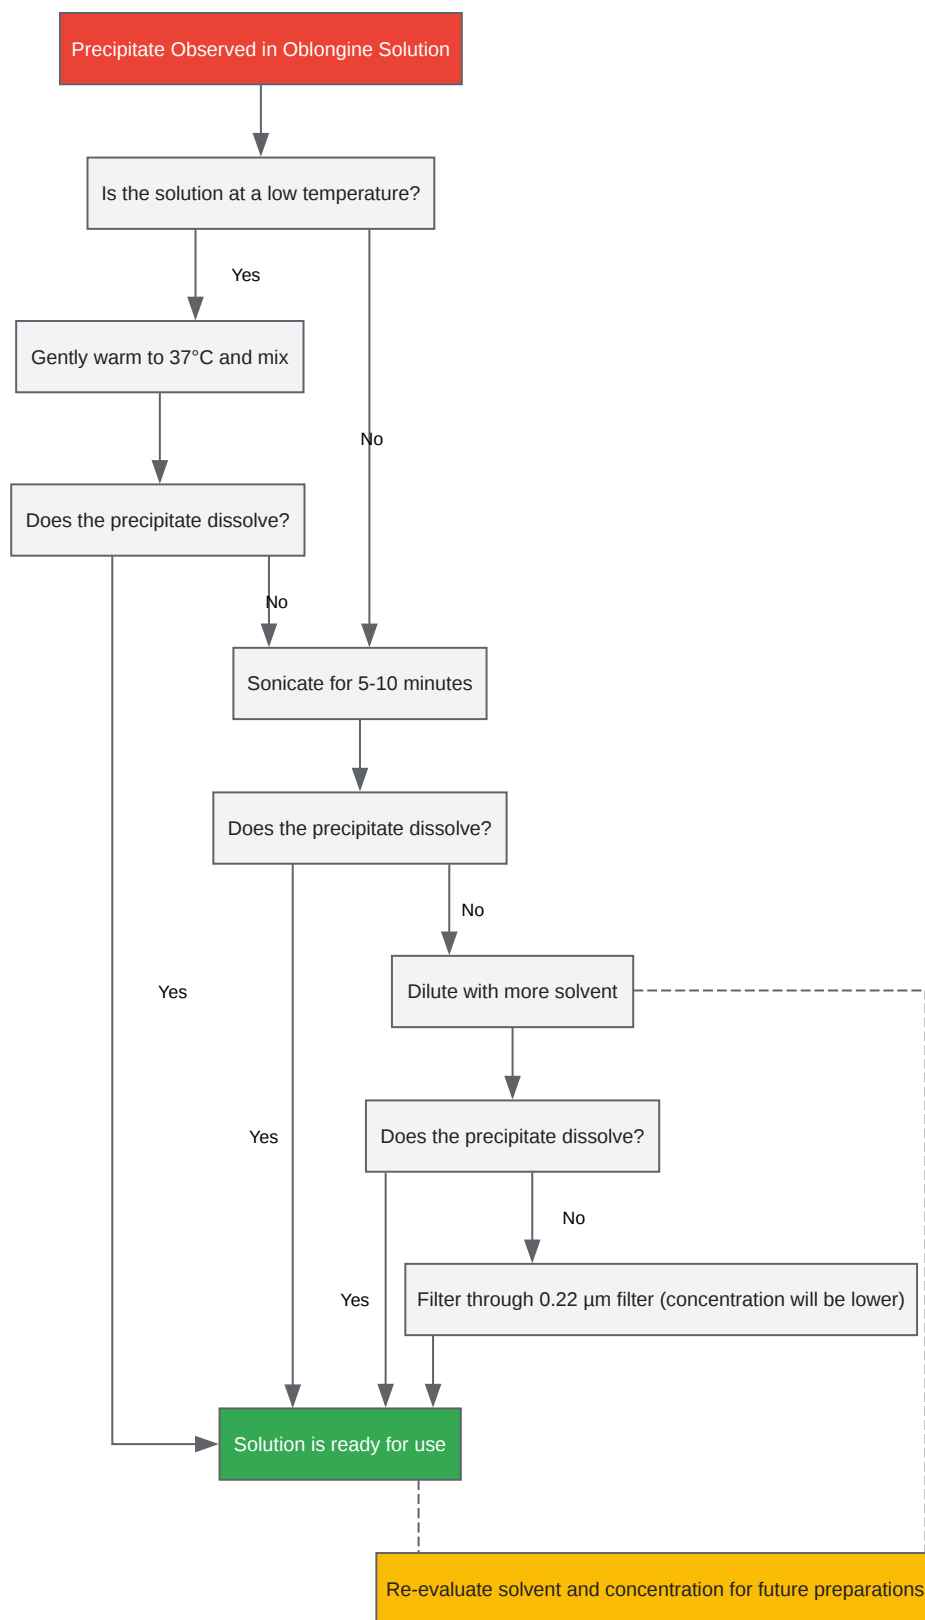 Precipitate Observed in Oblongine Solution
Is the solution at a low temperature?
Yes
Gently warm to 37°C and mix
No
Does the precipitate dissolve?
No
Sonicate for 5-10 minutes
Does the precipitate dissolve?
No
Dilute with more solvent
Yes
Does the precipitate dissolve?
Yes
No
Filter through 0.22 µm filter (concentration will be lower)
Yes
Solution is ready for use
Re-evaluate solvent and concentration for future preparations